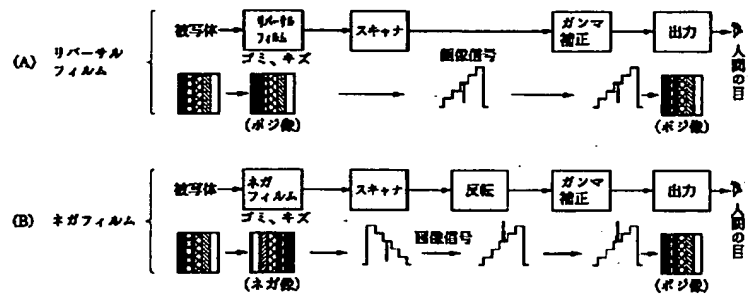 (A) リバーサル
フィルム
被写体
リバーサル
フィルム
ゴミ、キズ
スキャナ
ガンマ
補正
出力
人間の目
画像信号
(ポジ像)
(ポジ像)
(B) ネガフィルム
被写体
ネガ
フィルム
ゴミ、キズ
スキャナ
反転
ガンマ
補正
出力
人間の目
画像信号
(ネガ像)
(ポジ像)